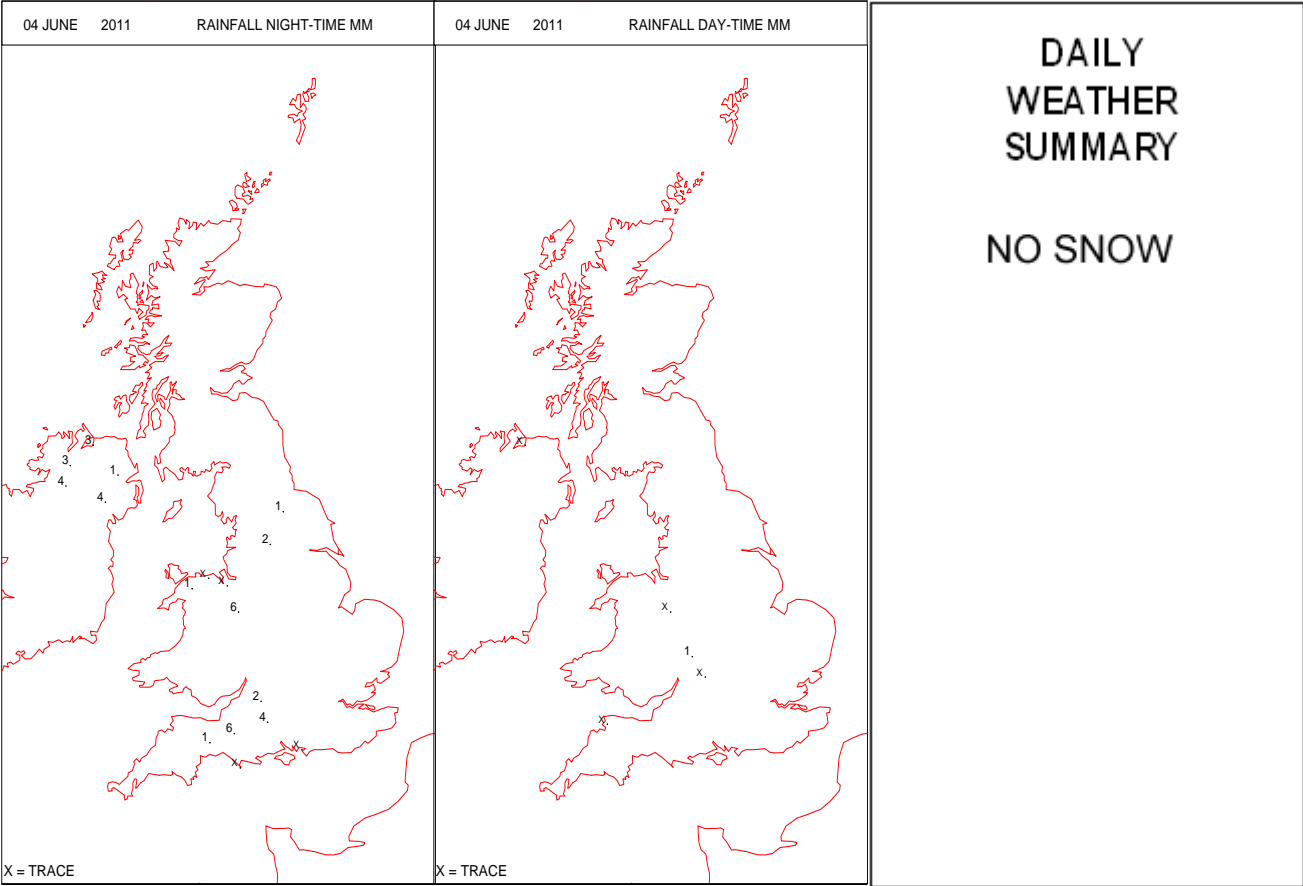 04 JUNE 2011 RAINFALL NIGHT-TIME MM
3
3
1
4
4
1
2
X
1
X
6
2
4
6
1
X
X
X = TRACE
04 JUNE 2011 RAINFALL DAY-TIME MM
X
X
1
X
X
X = TRACE
DAILY
WEATHER
SUMMARY
NO SNOW